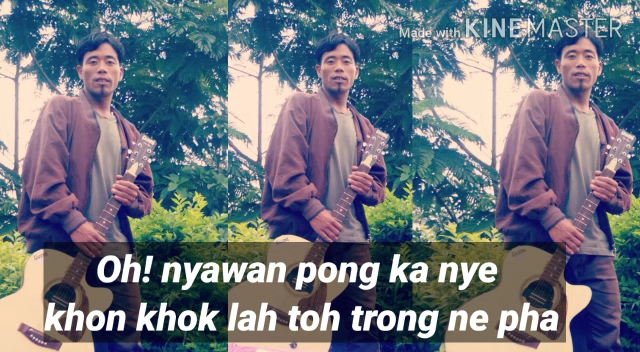 Made with KINEMASTER
Oh! nyawan pong ka nye
khon khok lah toh trong ne pha